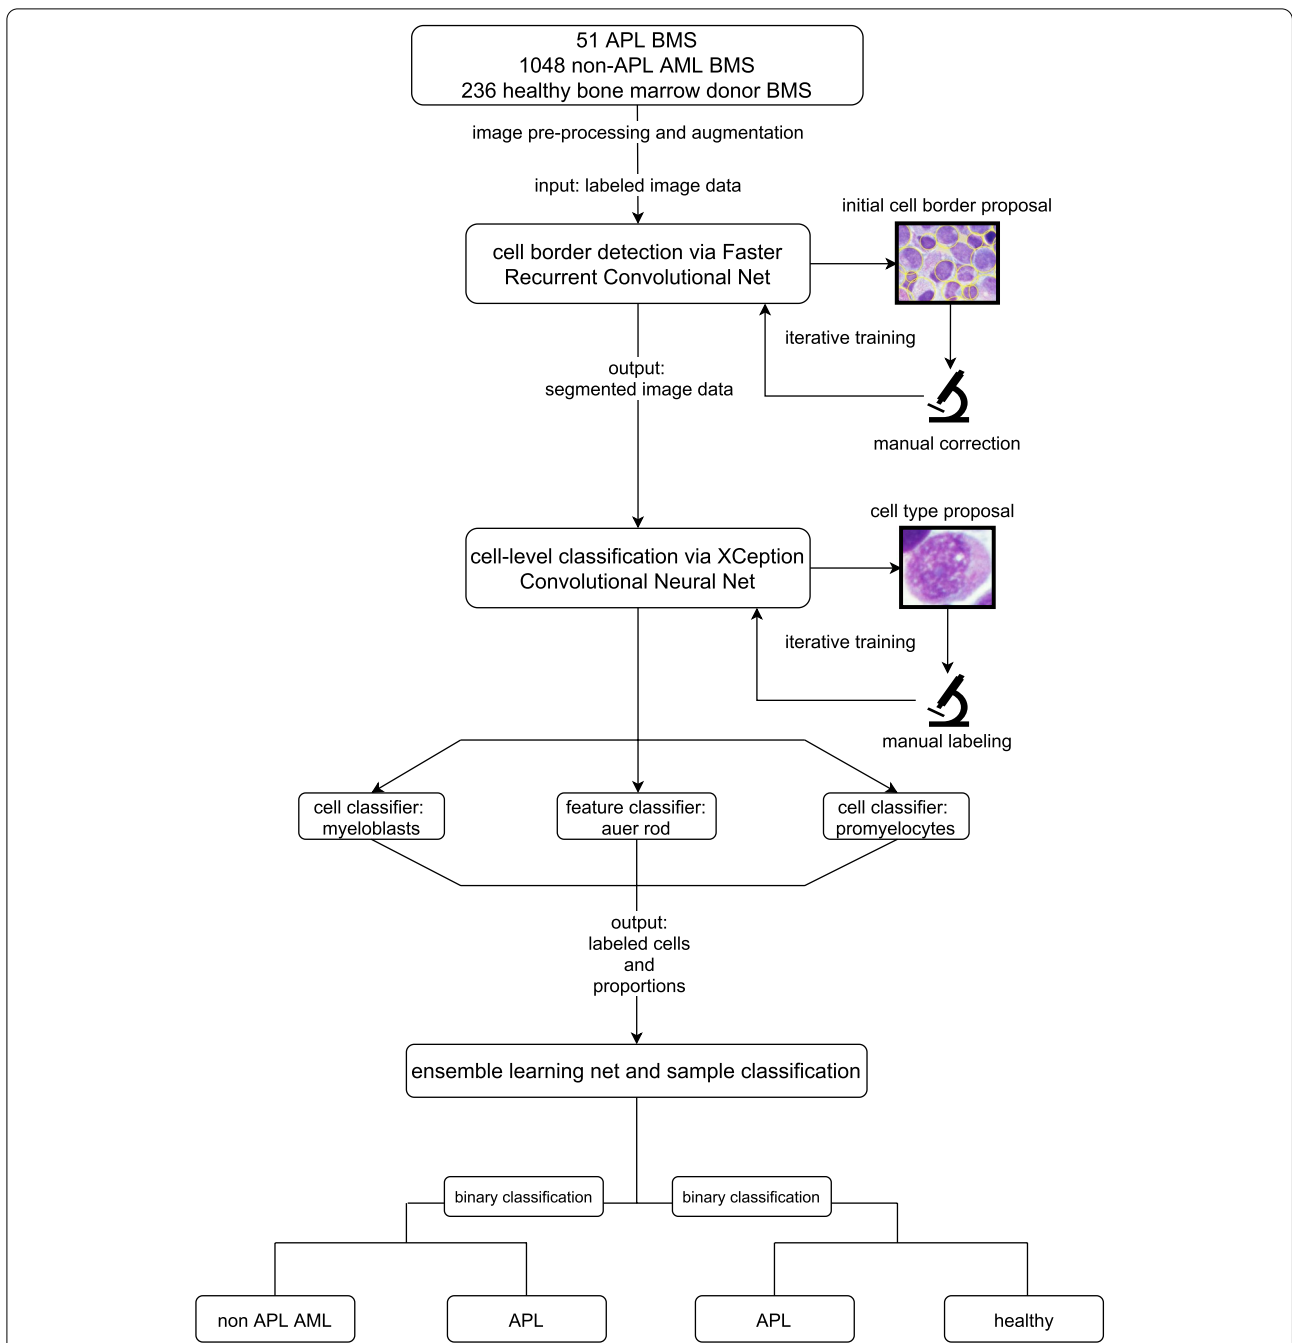 51 APL BMS
1048 non-APL AML BMS
236 healthy bone marrow donor BMS
image pre-processing and augmentation
input: labeled image data
initial cell border proposal
cell border detection via Faster
Recurrent Convolutional Net
iterative training
output:
segmented image data
manual correction
cell type proposal
cell-level classification via XCeption
Convolutional Neural Net
iterative training
manual labeling
cell classifier:
myeloblasts
feature classifier:
auer rod
cell classifier:
promyelocytes
output:
labeled cells
and
proportions
ensemble learning net and sample classification
binary classification
binary classification
non APL AML
APL
APL
healthy